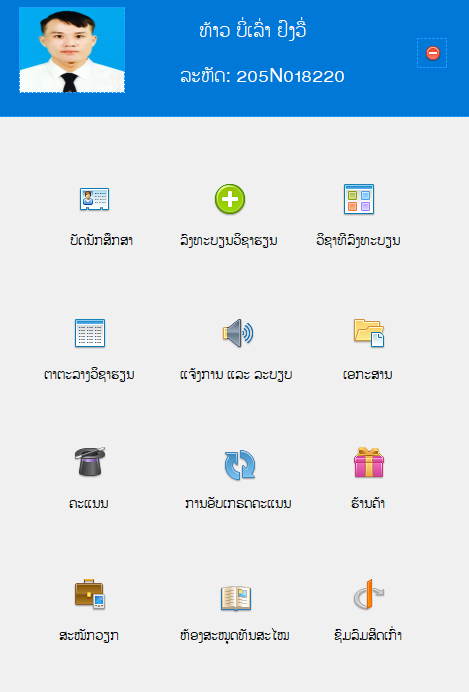 ທ້າວ ບີ່ເລົ່າ ຢົງວື່
ລະຫັດ: 205N018220
ບັດນັກສຶກສາ
ລົງທະບຽນວິຊາຮຽນ
ວິຊາທີລົງທະບຽນ
ຕາຕະລາງວິຊາຮຽນ
ແຈ້ງການ ແລະ ລະບຽບ
ເອກະສານ
ຄະແນນ
ການອັບເກຣດຄະແນນ
ຮ້ານຄ້າ
ສະໝັກວຽກ
ຫ້ອງສະໝຸດທັນສະໄໝ
ຊົມລົມສິດເກົ່າ